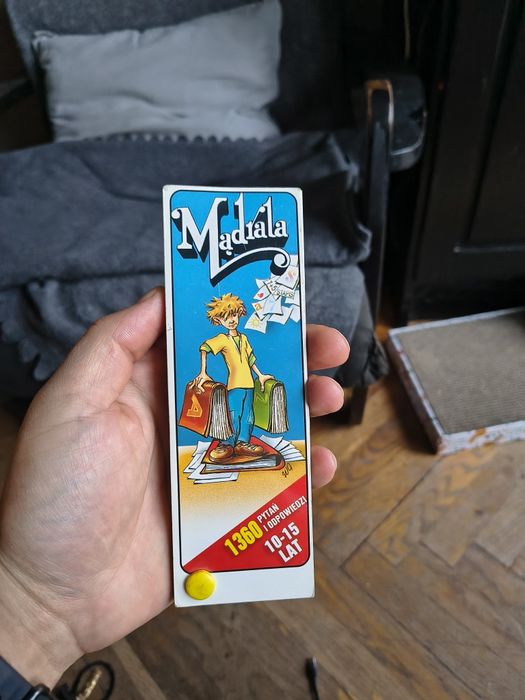 Mądrala
1360 PYTAŃ
I ODPOWIEDZI
10-15
LAT